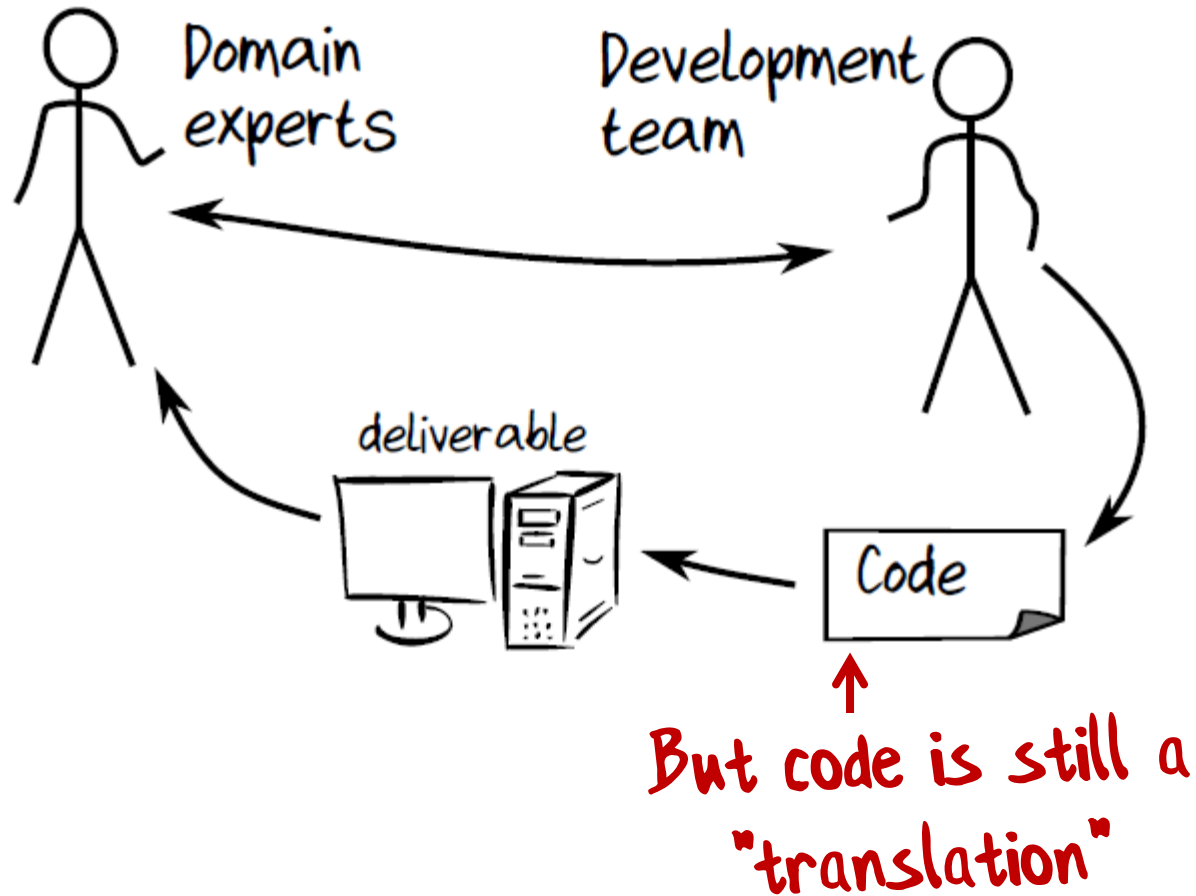 Domain
experts
Development
team
deliverable
Code
But code is still a
"translation"